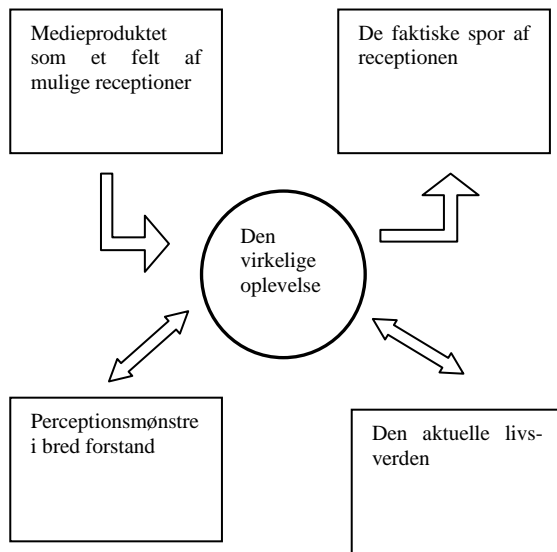 Medieproduktet
som et felt af
mulige receptioner
De faktiske spor af
receptionen
Den
virkelige
oplevelse
Perceptionsmønstre
i bred forstand
Den aktuelle livs-
verden